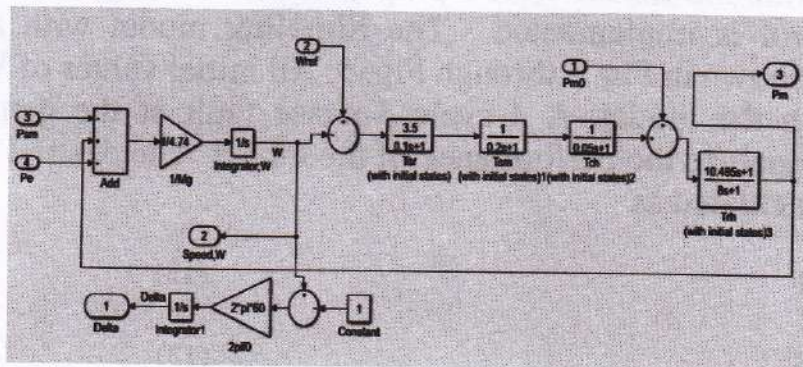 2
Wref
1
Pm0
3
Pm
3
Psm
4
Pe
Add
1/4.74
1/Mg
1/s
Integrator,W
W
3.5
0.1s+1
Tsr
(with initial states)
1
0.2s+1
Tsm
(with initial states)1
1
0.05s+1
Tch
(with initial states)2
10.485s+1
8s+1
Trh
(with initial states)3
2
Speed,W
1
Delta
Delta
1/s
Integrator1
2*pi*60
2pif0
1
Constant